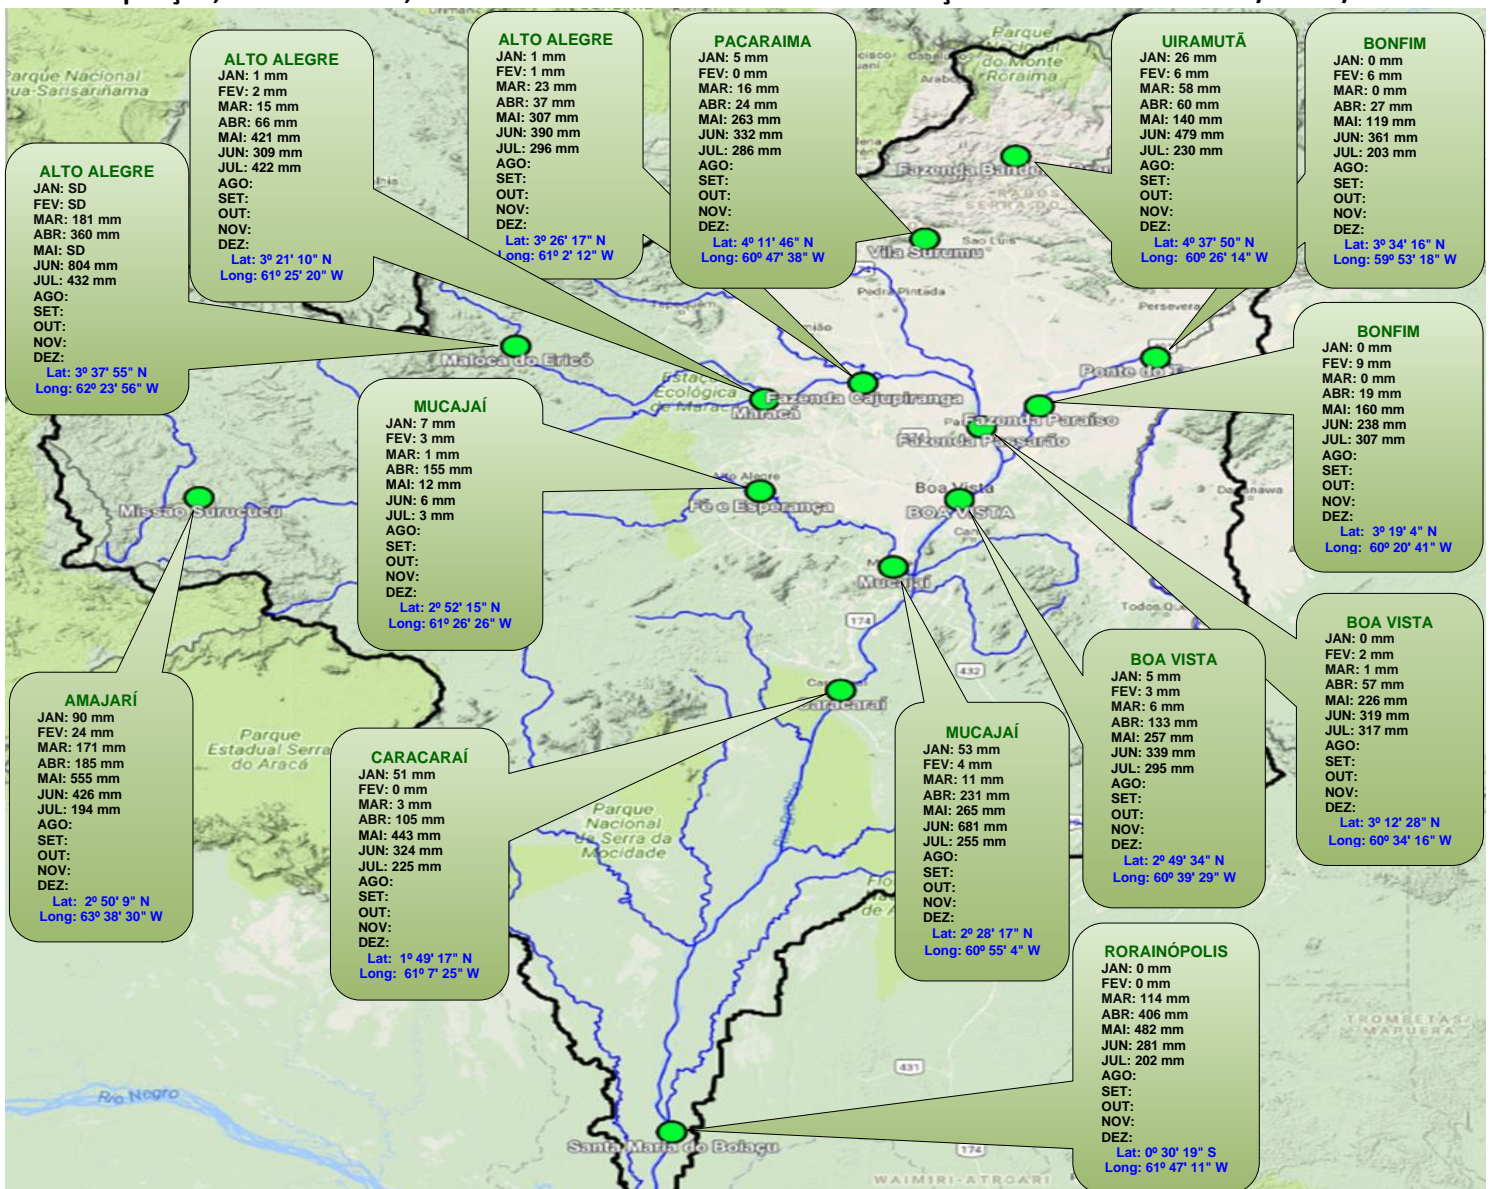 ALTO ALEGRE
JAN: 1 mm
FEV: 2 mm
MAR: 15 mm
ABR: 66 mm
MAI: 421 mm
JUN: 309 mm
JUL: 422 mm
AGO:
SET:
OUT:
NOV:
DEZ:
Lat: 3º 21' 10" N
Long: 61º 25' 20" W
ALTO ALEGRE
JAN: 1 mm
FEV: 1 mm
MAR: 23 mm
ABR: 37 mm
MAI: 307 mm
JUN: 390 mm
JUL: 296 mm
AGO:
SET:
OUT:
NOV:
DEZ:
Lat: 3º 26' 17" N
Long: 61º 2' 12" W
PACARAIMA
JAN: 5 mm
FEV: 0 mm
MAR: 16 mm
ABR: 24 mm
MAI: 263 mm
JUN: 332 mm
JUL: 286 mm
AGO:
SET:
OUT:
NOV:
DEZ:
Lat: 4º 11' 46" N
Long: 60º 47' 38" W
UIRAMUTÃ
JAN: 26 mm
FEV: 6 mm
MAR: 58 mm
ABR: 60 mm
MAI: 140 mm
JUN: 479 mm
JUL: 230 mm
AGO:
SET:
OUT:
NOV:
DEZ:
Lat: 4º 37' 50" N
Long: 60º 26' 14" W
BONFIM
JAN: 0 mm
FEV: 6 mm
MAR: 0 mm
ABR: 27 mm
MAI: 119 mm
JUN: 361 mm
JUL: 203 mm
AGO:
SET:
OUT:
NOV:
DEZ:
Lat: 3º 34' 16" N
Long: 59º 53' 18" W
ALTO ALEGRE
JAN: SD
FEV: SD
MAR: 181 mm
ABR: 360 mm
MAI: SD
JUN: 804 mm
JUL: 432 mm
AGO:
SET:
OUT:
NOV:
DEZ:
Lat: 3º 37' 55" N
Long: 62º 23' 56" W
BONFIM
JAN: 0 mm
FEV: 9 mm
MAR: 0 mm
ABR: 19 mm
MAI: 160 mm
JUN: 238 mm
JUL: 307 mm
AGO:
SET:
OUT:
NOV:
DEZ:
Lat: 3º 19' 4" N
Long: 60º 20' 41" W
MUCAJAÍ
JAN: 7 mm
FEV: 3 mm
MAR: 1 mm
ABR: 155 mm
MAI: 12 mm
JUN: 6 mm
JUL: 3 mm
AGO:
SET:
OUT:
NOV:
DEZ:
Lat: 2º 52' 15" N
Long: 61º 26' 26" W
BOA VISTA
JAN: 0 mm
FEV: 2 mm
MAR: 1 mm
ABR: 57 mm
MAI: 226 mm
JUN: 319 mm
JUL: 317 mm
AGO:
SET:
OUT:
NOV:
DEZ:
Lat: 3º 12' 28" N
Long: 60º 34' 16" W
BOA VISTA
JAN: 5 mm
FEV: 3 mm
MAR: 6 mm
ABR: 133 mm
MAI: 257 mm
JUN: 339 mm
JUL: 295 mm
AGO:
SET:
OUT:
NOV:
DEZ:
Lat: 2º 49' 34" N
Long: 60º 39' 29" W
AMAJARÍ
JAN: 90 mm
FEV: 24 mm
MAR: 171 mm
ABR: 185 mm
MAI: 555 mm
JUN: 426 mm
JUL: 194 mm
AGO:
SET:
OUT:
NOV:
DEZ:
Lat: 2º 50' 9" N
Long: 63º 38' 30" W
CARACARAÍ
JAN: 51 mm
FEV: 0 mm
MAR: 3 mm
ABR: 105 mm
MAI: 443 mm
JUN: 324 mm
JUL: 225 mm
AGO:
SET:
OUT:
NOV:
DEZ:
Lat: 1º 49' 17" N
Long: 61º 7' 25" W
MUCAJAÍ
JAN: 53 mm
FEV: 4 mm
MAR: 11 mm
ABR: 231 mm
MAI: 265 mm
JUN: 681 mm
JUL: 255 mm
AGO:
SET:
OUT:
NOV:
DEZ:
Lat: 2º 28' 17" N
Long: 60º 55' 4" W
RORAINÓPOLIS
JAN: 0 mm
FEV: 0 mm
MAR: 114 mm
ABR: 406 mm
MAI: 482 mm
JUN: 281 mm
JUL: 202 mm
AGO:
SET:
OUT:
NOV:
DEZ:
Lat: 0º 30' 19" S
Long: 61º 47' 11" W
Parque
do Monte
Roraima
Parque Nacional
Vila Surumu
Sao Luis
Pedra Pintada
Maloca do Ericó
Ecológica
Maracá
Fazenda Cajupiranga
Fazenda Paraíso
Fazenda Passarão
Alto Alegre
Fé e Esperança
Boa Vista
BOA VISTA
Missão Surucucu
Mucajaí
174
432
Caracaraí
Parque
Estadual Serra
do Aracá
Parque
Nacional
da Serra da
Mocidade
Rio Branco
Rio Negro
431
174
Santa Maria do Boiaçu
TROMBETAS/
MAPUERA
WAIMIRI-ATROARI